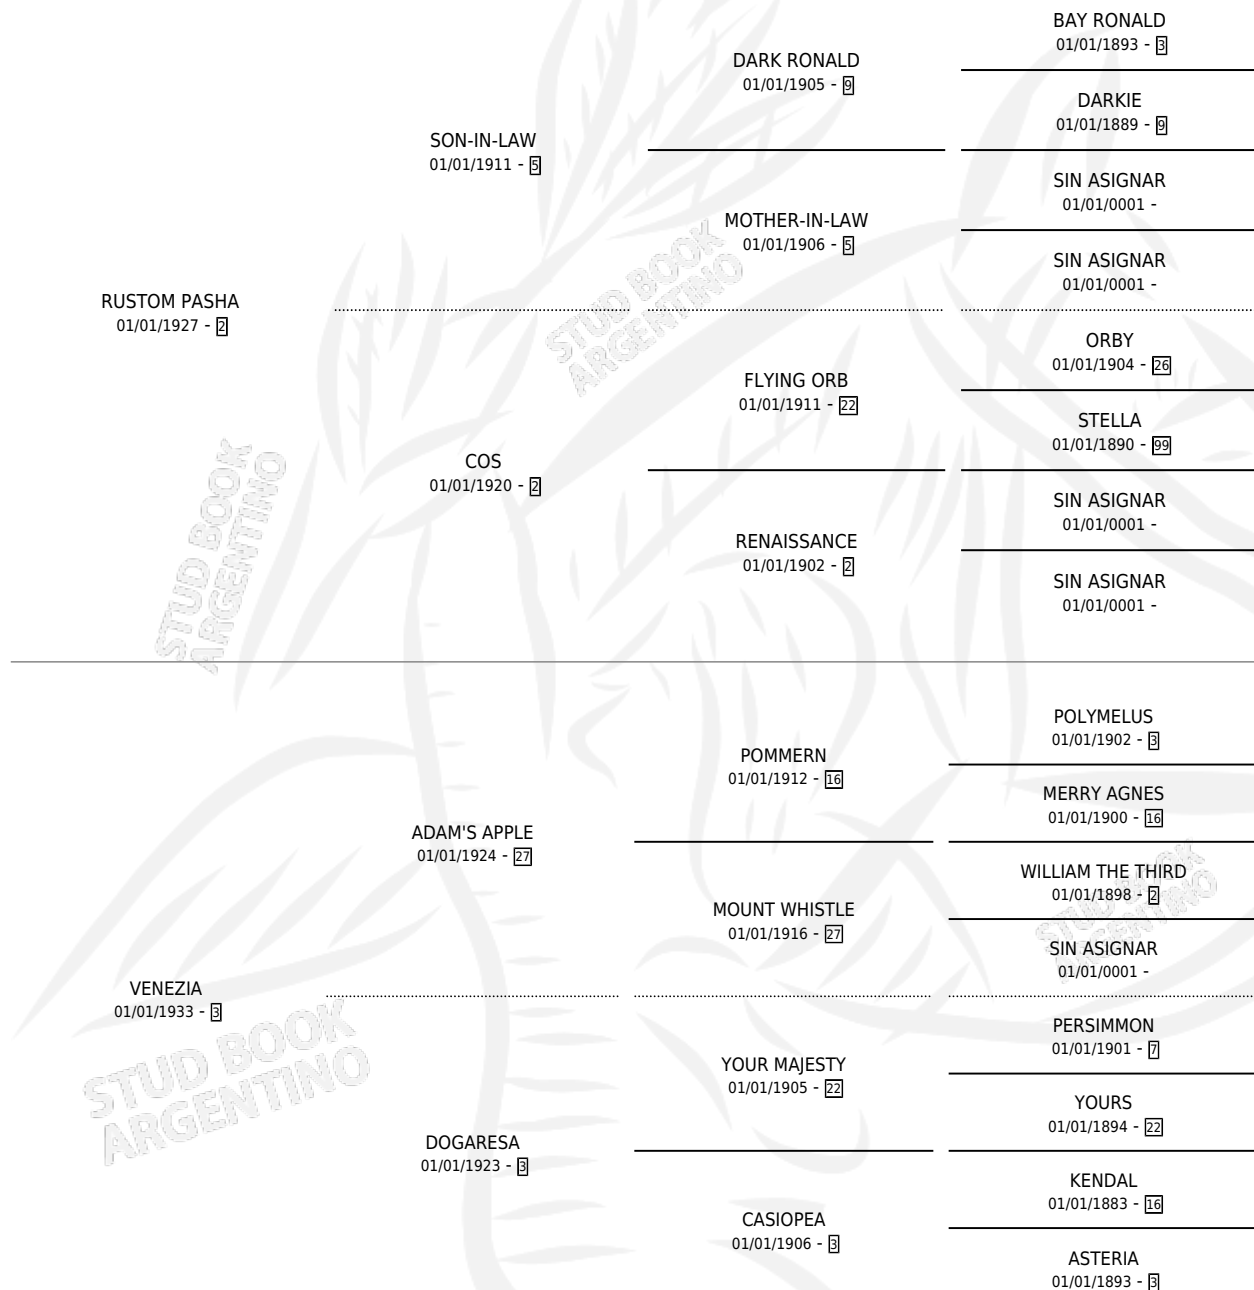 BAY RONALD
01/01/1893 - 3
DARK RONALD
01/01/1905 - 9
DARKIE
01/01/1889 - 9
SON-IN-LAW
01/01/1911 - 5
SIN ASIGNAR
01/01/0001 -
MOTHER-IN-LAW
01/01/1906 - 5
SIN ASIGNAR
01/01/0001 -
RUSTOM PASHA
01/01/1927 - 2
ORBY
01/01/1904 - 26
FLYING ORB
01/01/1911 - 22
STELLA
01/01/1890 - 99
COS
01/01/1920 - 2
SIN ASIGNAR
01/01/0001 -
RENAISSANCE
01/01/1902 - 2
SIN ASIGNAR
01/01/0001 -
POLYMELUS
01/01/1902 - 3
POMMERN
01/01/1912 - 16
MERRY AGNES
01/01/1900 - 16
ADAM'S APPLE
01/01/1924 - 27
WILLIAM THE THIRD
01/01/1898 - 2
MOUNT WHISTLE
01/01/1916 - 27
SIN ASIGNAR
01/01/0001 -
VENEZIA
01/01/1933 - 3
PERSIMMON
01/01/1901 - 7
YOUR MAJESTY
01/01/1905 - 22
YOURS
01/01/1894 - 22
DOGARESA
01/01/1923 - 3
KENDAL
01/01/1883 - 16
CASIOPEA
01/01/1906 - 3
ASTERIA
01/01/1893 - 3
STUD BOOK
ARGENTINO
STUD BOOK
ARGENTINO
STUD BOOK
ARGENTINO
STUD BOOK
ARGENTINO